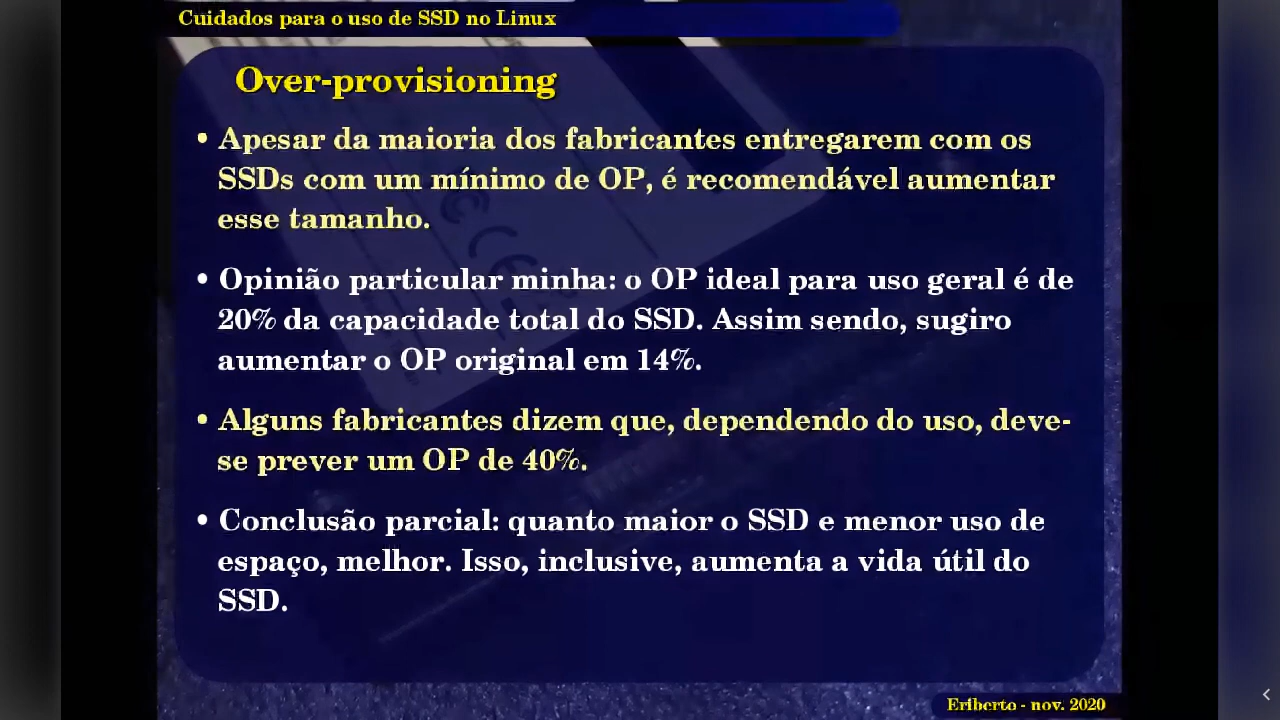 Cuidados para o uso de SSD no Linux
Over-provisioning
• Apesar da maioria dos fabricantes entregarem com os
SSDs com um mínimo de OP, é recomendável aumentar
esse tamanho.
• Opinião particular minha: o OP ideal para uso geral é de
20% da capacidade total do SSD. Assim sendo, sugiro
aumentar o OP original em 14%.
• Alguns fabricantes dizem que, dependendo do uso, deve-
se prever um OP de 40%.
• Conclusão parcial: quanto maior o SSD e menor uso de
espaço, melhor. Isso, inclusive, aumenta a vida útil do
SSD.
Eriberto - nov. 2020